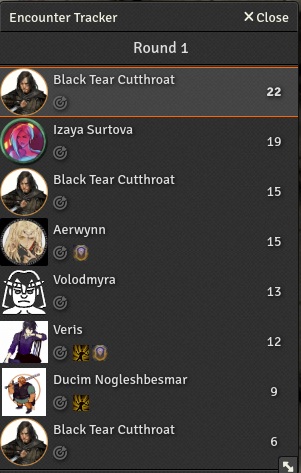 Encounter Tracker ×Close
Round 1
Black Tear Cutthroat 22
Izaya Surtova 19
Black Tear Cutthroat 15
Aerwynn 15
Volodmyra 13
Veris 12
Ducim Nogleshbesmar 9
Black Tear Cutthroat 6